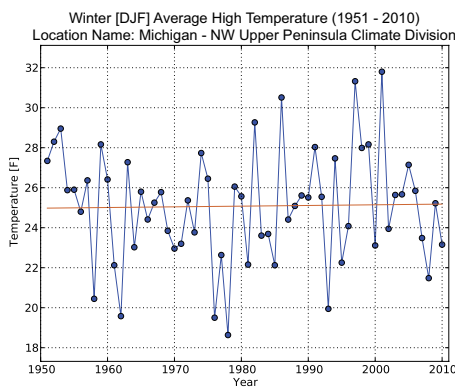 Winter [DJF] Average High Temperature (1951 - 2010)
Location Name: Michigan - NW Upper Peninsula Climate Division
Temperature [F]
32
30
28
26
24
22
20
18
1950 1960 1970 1980 1990 2000 2010
Year